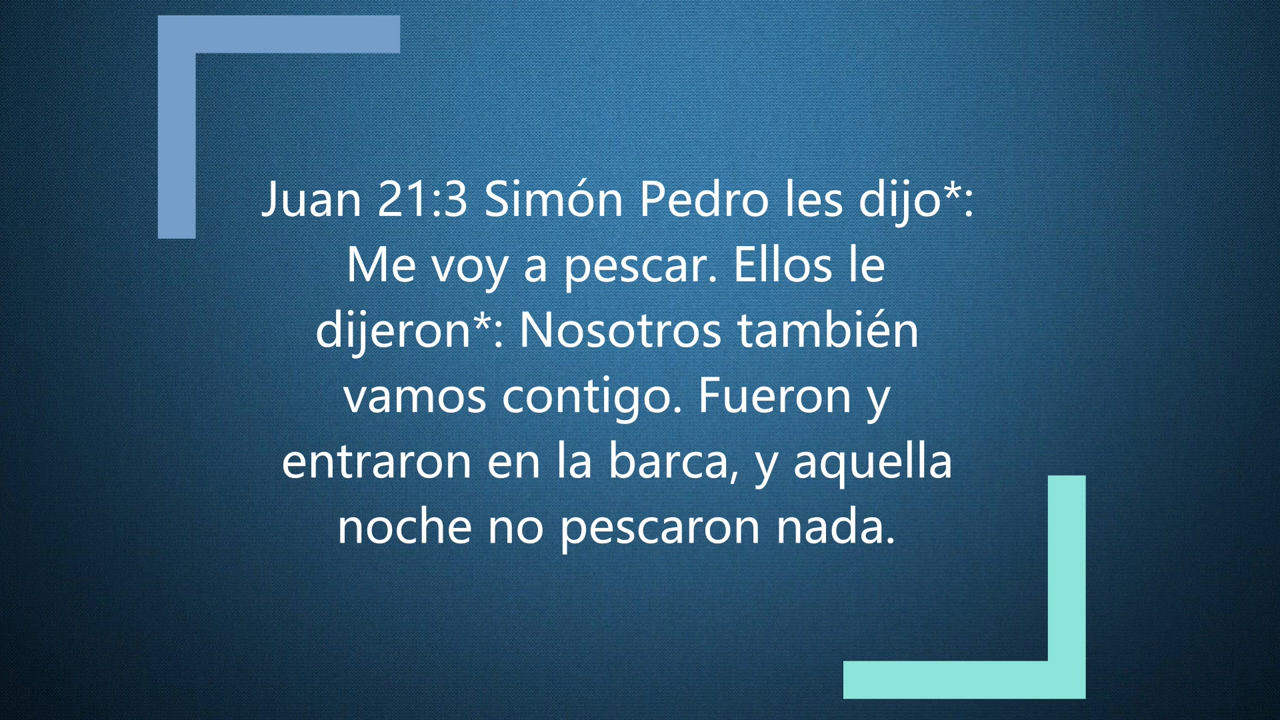 Juan 21:3 Simón Pedro les dijo*:
Me voy a pescar. Ellos le
dijeron*: Nosotros también
vamos contigo. Fueron y
entraron en la barca, y aquella
noche no pescaron nada.